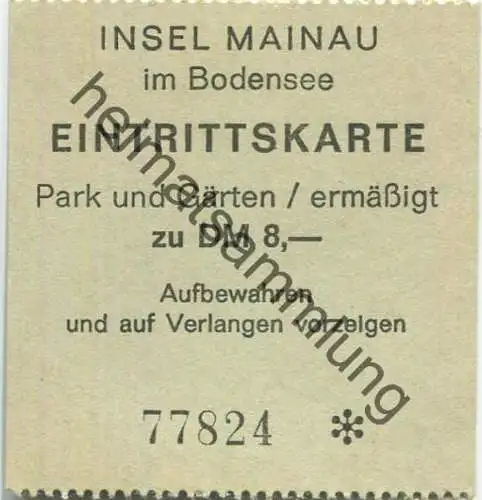 INSEL MAINAU
im Bodensee
EINTRITTSKARTE
Park und Gärten / ermäßigt
zu DM 8,—
Aufbewahren
und auf Verlangen vorzeigen
77824 *
heimatsammlung